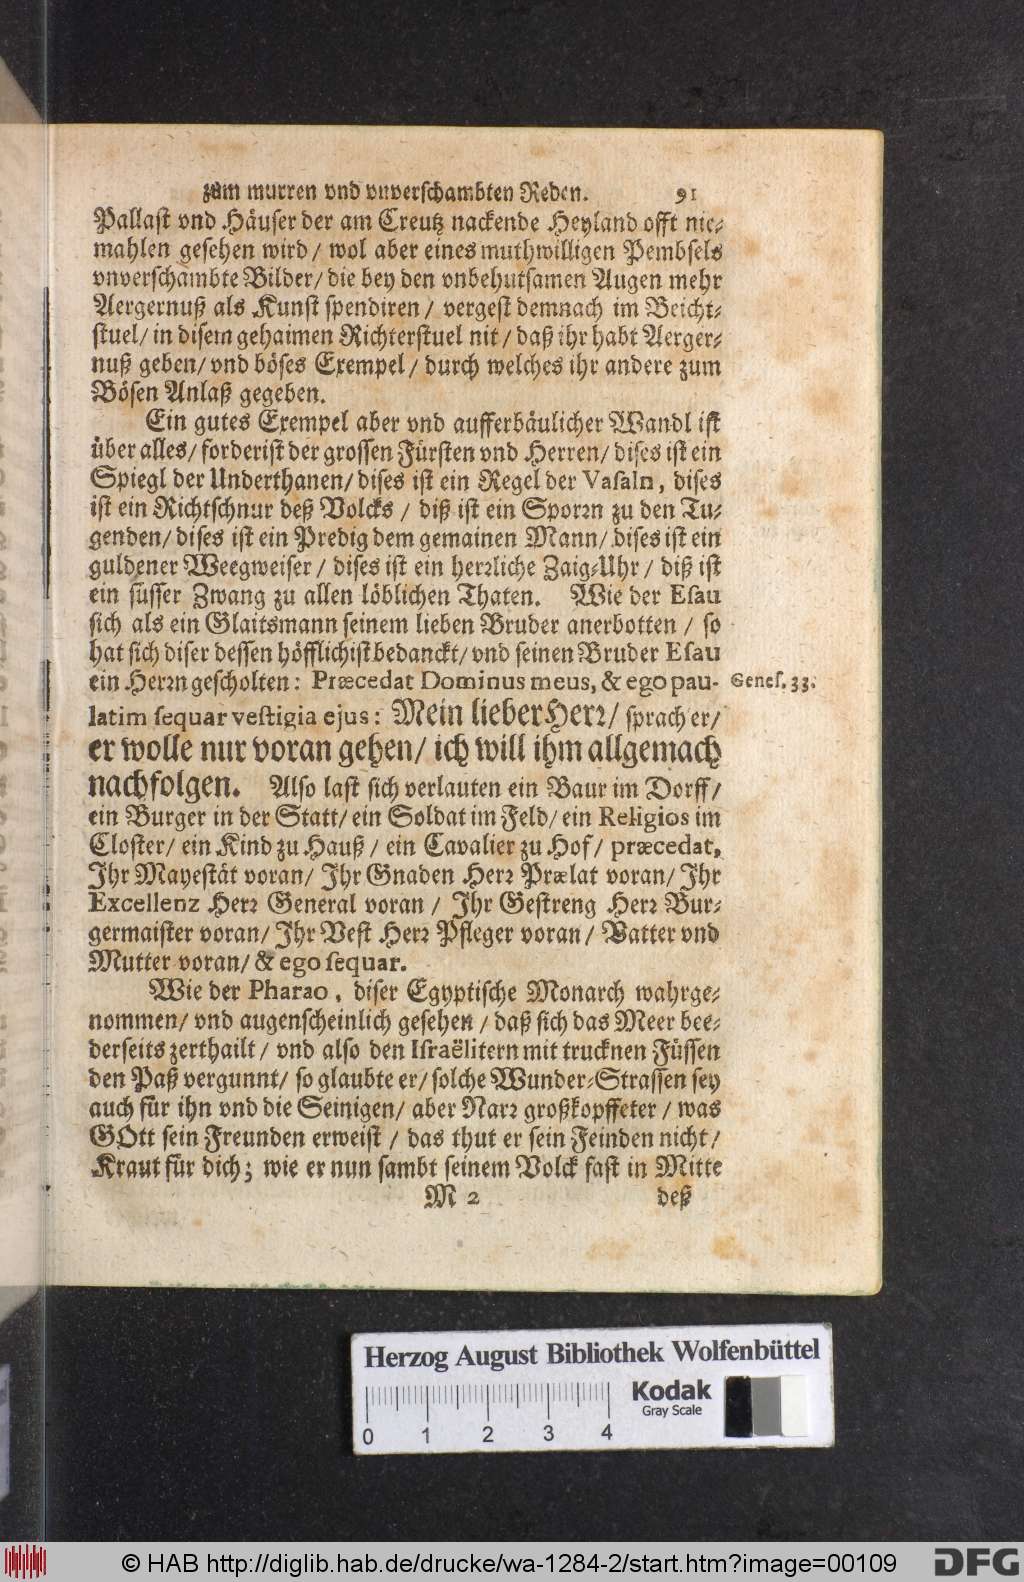 zum murren vnd vnverschambten Reden. 91
Pallast vnd Häuser der am Creutz nackende Heyland offt nie-
mahlen gesehen wird / wol aber eines muthwilligen Pembsels
vnverschambte Bilder / die bey den vnbehutsamen Augen mehr
Aergernuß als Kunst spendiren / vergest demnach im Beicht-
stuel / in disem gehaimen Richterstuel nit / daß ihr habt Aerger-
nuß geben / vnd böses Exempel / durch welches ihr andere zum
Bösen Anlaß gegeben.
Ein gutes Exempel aber vnd aufferbäulicher Wandl ist
über alles / forderist der grossen Fürsten vnd Herren / dises ist ein
Spiegl der Underthanen / dises ist ein Regel der Vasaln, dises
ist ein Richtschnur deß Volcks / diß ist ein Sporrn zu den Tu-
genden / dises ist ein Predig dem gemainen Mann / dises ist ein
guldener Weegweiser / dises ist ein herrliche Zaig-Uhr / diß ist
ein süsser Zwang zu allen löblichen Thaten. Wie der Esau
sich als ein Glaitsmann seinem lieben Bruder anerbotten / so
hat sich diser dessen höfflichist bedanckt / vnd seinen Bruder Esau
ein Herrn gescholten: Præcedat Dominus meus, & ego pau- Genes. 33.
latim sequar vestigia ejus: Mein lieber Herr / sprach er /
er wolle nur voran gehen / ich will ihm allgemach
nachfolgen. Also last sich verlauten ein Baur im Dorff /
ein Burger in der Statt / ein Soldat im Feld / ein Religios im
Closter / ein Kind zu Hauß / ein Cavalier zu Hof / præcedat,
Ihr Mayestät voran / Ihr Gnaden Herr Prælat voran / Ihr
Excellenz Herr General voran / Ihr Gestreng Herr Bur-
germaister voran / Ihr Vest Herr Pfleger voran / Vatter vnd
Mutter voran / & ego sequar.
Wie der Pharao, diser Egyptische Monarch wahrge-
nommen / vnd augenscheinlich gesehen / daß sich das Meer bee-
derseits zerthailt / vnd also den Israëlitern mit trucknen Füssen
den Paß vergunnt / so glaubte er / solche Wunder-Strassen sey
auch für ihn vnd die Seinigen / aber Narr großkopffeter / was
GOtt sein Freunden erweist / das thut er sein Feinden nicht /
Kraut für dich; wie er nun sambt seinem Volck fast in Mitte
M 2 deß
Herzog August Bibliothek Wolfenbüttel
Kodak
Gray Scale
0 1 2 3 4
© HAB http://diglib.hab.de/drucke/wa-1284-2/start.htm?image=00109
DFG